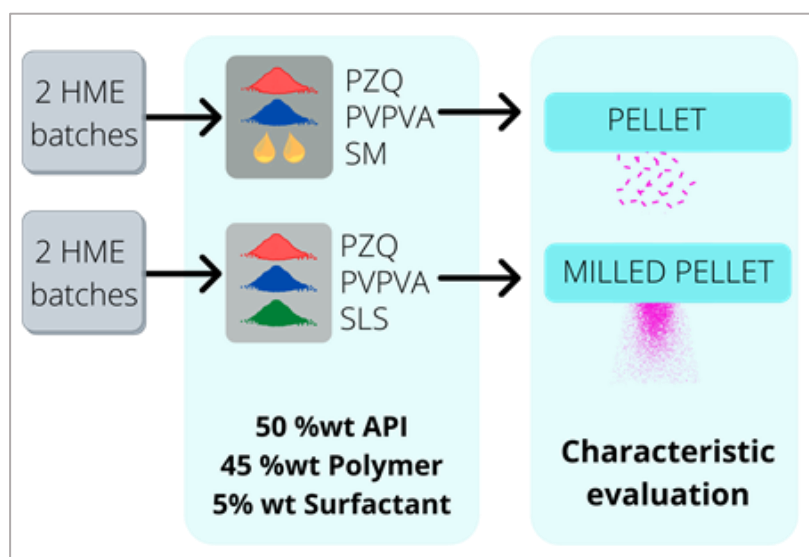 2 HME
batches
PZQ
PVPVA
SM
PELLET
2 HME
batches
PZQ
PVPVA
SLS
MILLED PELLET
50 %wt API
45 %wt Polymer
5% wt Surfactant
Characteristic
evaluation